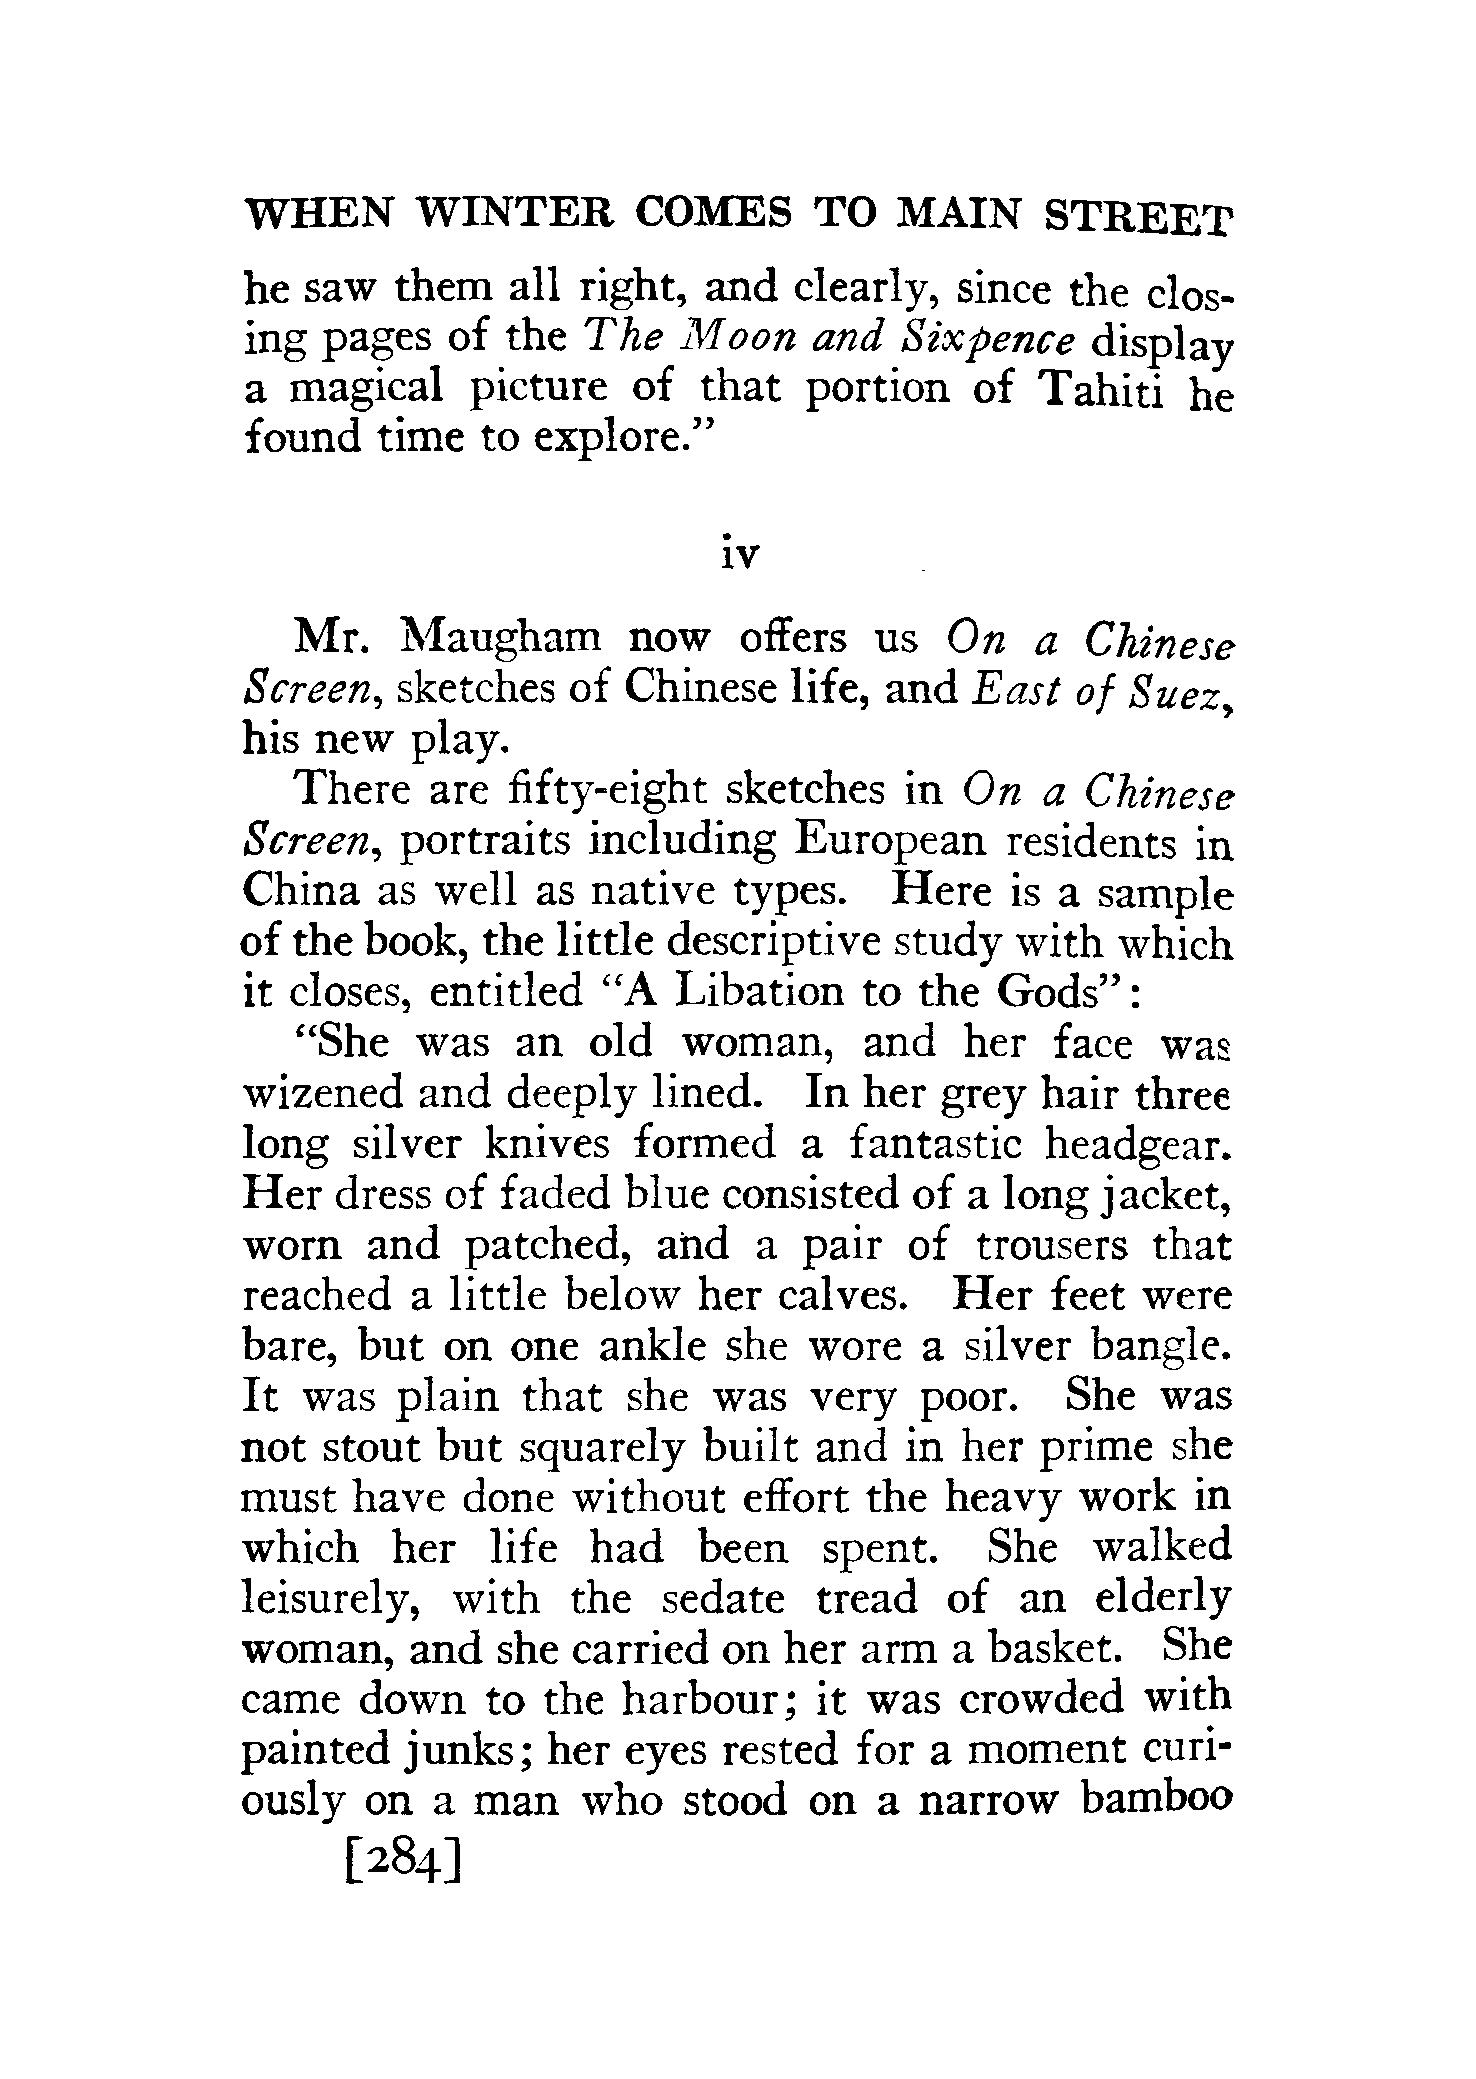 WHEN WINTER COMES TO MAIN STREET
he saw them all right, and clearly, since the clos-
ing pages of the The Moon and Sixpence display
a magical picture of that portion of Tahiti he
found time to explore."
iv
Mr. Maugham now offers us On a Chinese
Screen, sketches of Chinese life, and East of Suez,
his new play.
There are fifty-eight sketches in On a Chinese
Screen, portraits including European residents in
China as well as native types. Here is a sample
of the book, the little descriptive study with which
it closes, entitled "A Libation to the Gods":
"She was an old woman, and her face was
wizened and deeply lined. In her grey hair three
long silver knives formed a fantastic headgear.
Her dress of faded blue consisted of a long jacket,
worn and patched, and a pair of trousers that
reached a little below her calves. Her feet were
bare, but on one ankle she wore a silver bangle.
It was plain that she was very poor. She was
not stout but squarely built and in her prime she
must have done without effort the heavy work in
which her life had been spent. She walked
leisurely, with the sedate tread of an elderly
woman, and she carried on her arm a basket. She
came down to the harbour; it was crowded with
painted junks; her eyes rested for a moment curi-
ously on a man who stood on a narrow bamboo
[284]